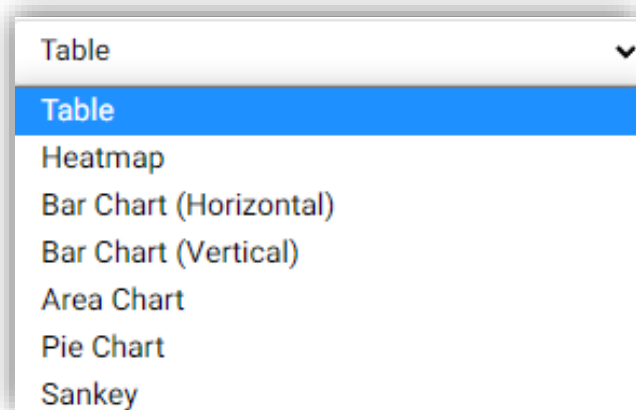 Table
Table
Heatmap
Bar Chart (Horizontal)
Bar Chart (Vertical)
Area Chart
Pie Chart
Sankey